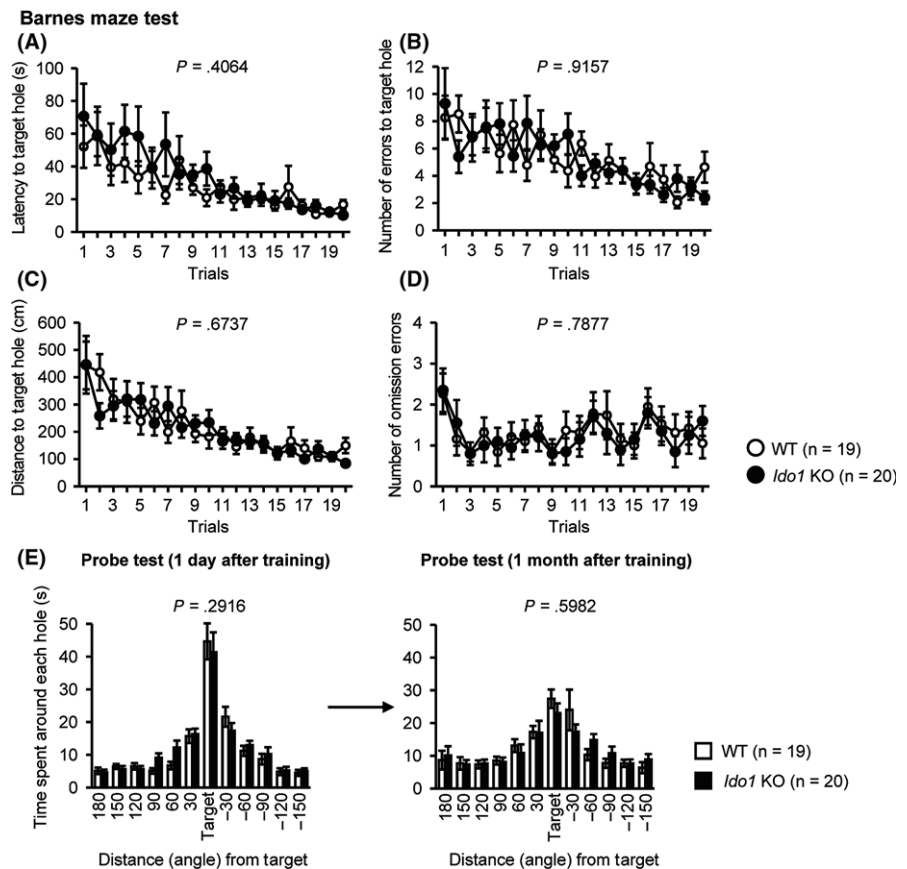 Barnes maze test
(A)
P = .4064
Latency to target hole (s)
100
80
60
40
20
0
1 3 5 7 9 11 13 15 17 19
Trials
(B)
P = .9157
Number of errors to target hole
12
10
8
6
4
2
0
1 3 5 7 9 11 13 15 17 19
Trials
(C)
P = .6737
Distance to target hole (cm)
600
500
400
300
200
100
0
1 3 5 7 9 11 13 15 17 19
Trials
(D)
P = .7877
Number of omission errors
4
3
2
1
0
1 3 5 7 9 11 13 15 17 19
Trials
WT (n = 19)
Ido1 KO (n = 20)
(E)
Probe test (1 day after training)
P = .2916
Time spent around each hole (s)
50
40
30
20
10
0
180 150 120 90 60 30 Target −30 −60 −90 −120 −150
Distance (angle) from target
Probe test (1 month after training)
P = .5982
50
40
30
20
10
0
180 150 120 90 60 30 Target −30 −60 −90 −120 −150
Distance (angle) from target
WT (n = 19)
Ido1 KO (n = 20)